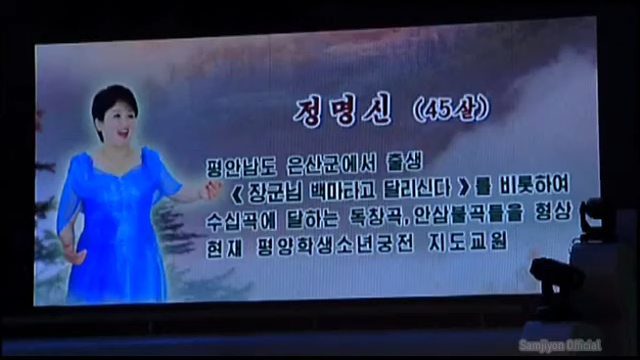 정명신 (45살)
평안남도 은산군에서 출생
《장군님 백마타고 달리신다》를 비롯하여
수십곡에 달하는 독창곡,안삼블곡들을 형상
현재 평양학생소년궁전 지도교원
Samjiyon Official